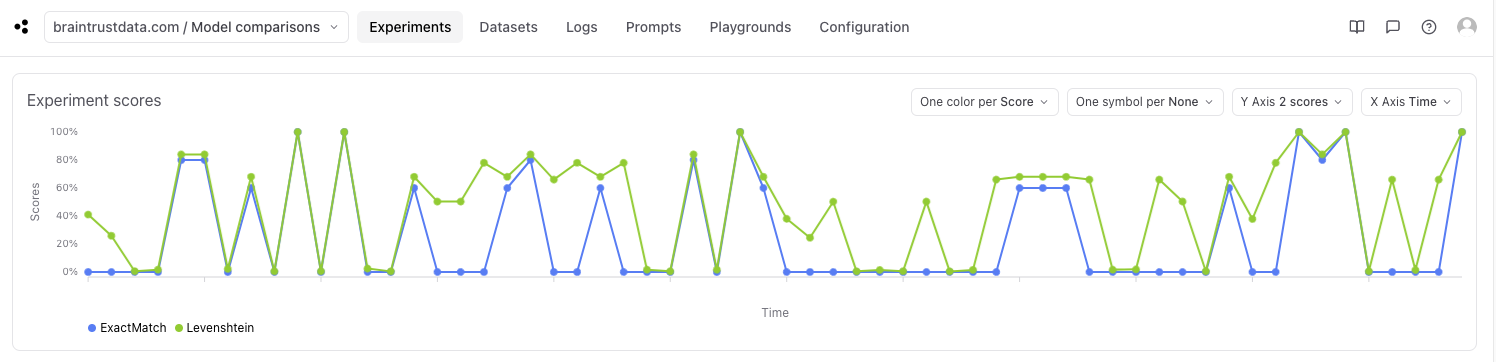 braintrustdata.com / Model comparisons Experiments Datasets Logs Prompts Playgrounds Configuration
Experiment scores
One color per Score One symbol per None Y Axis 2 scores X Axis Time
100%
80%
60%
40%
20%
0%
Scores
Time
ExactMatch Levenshtein